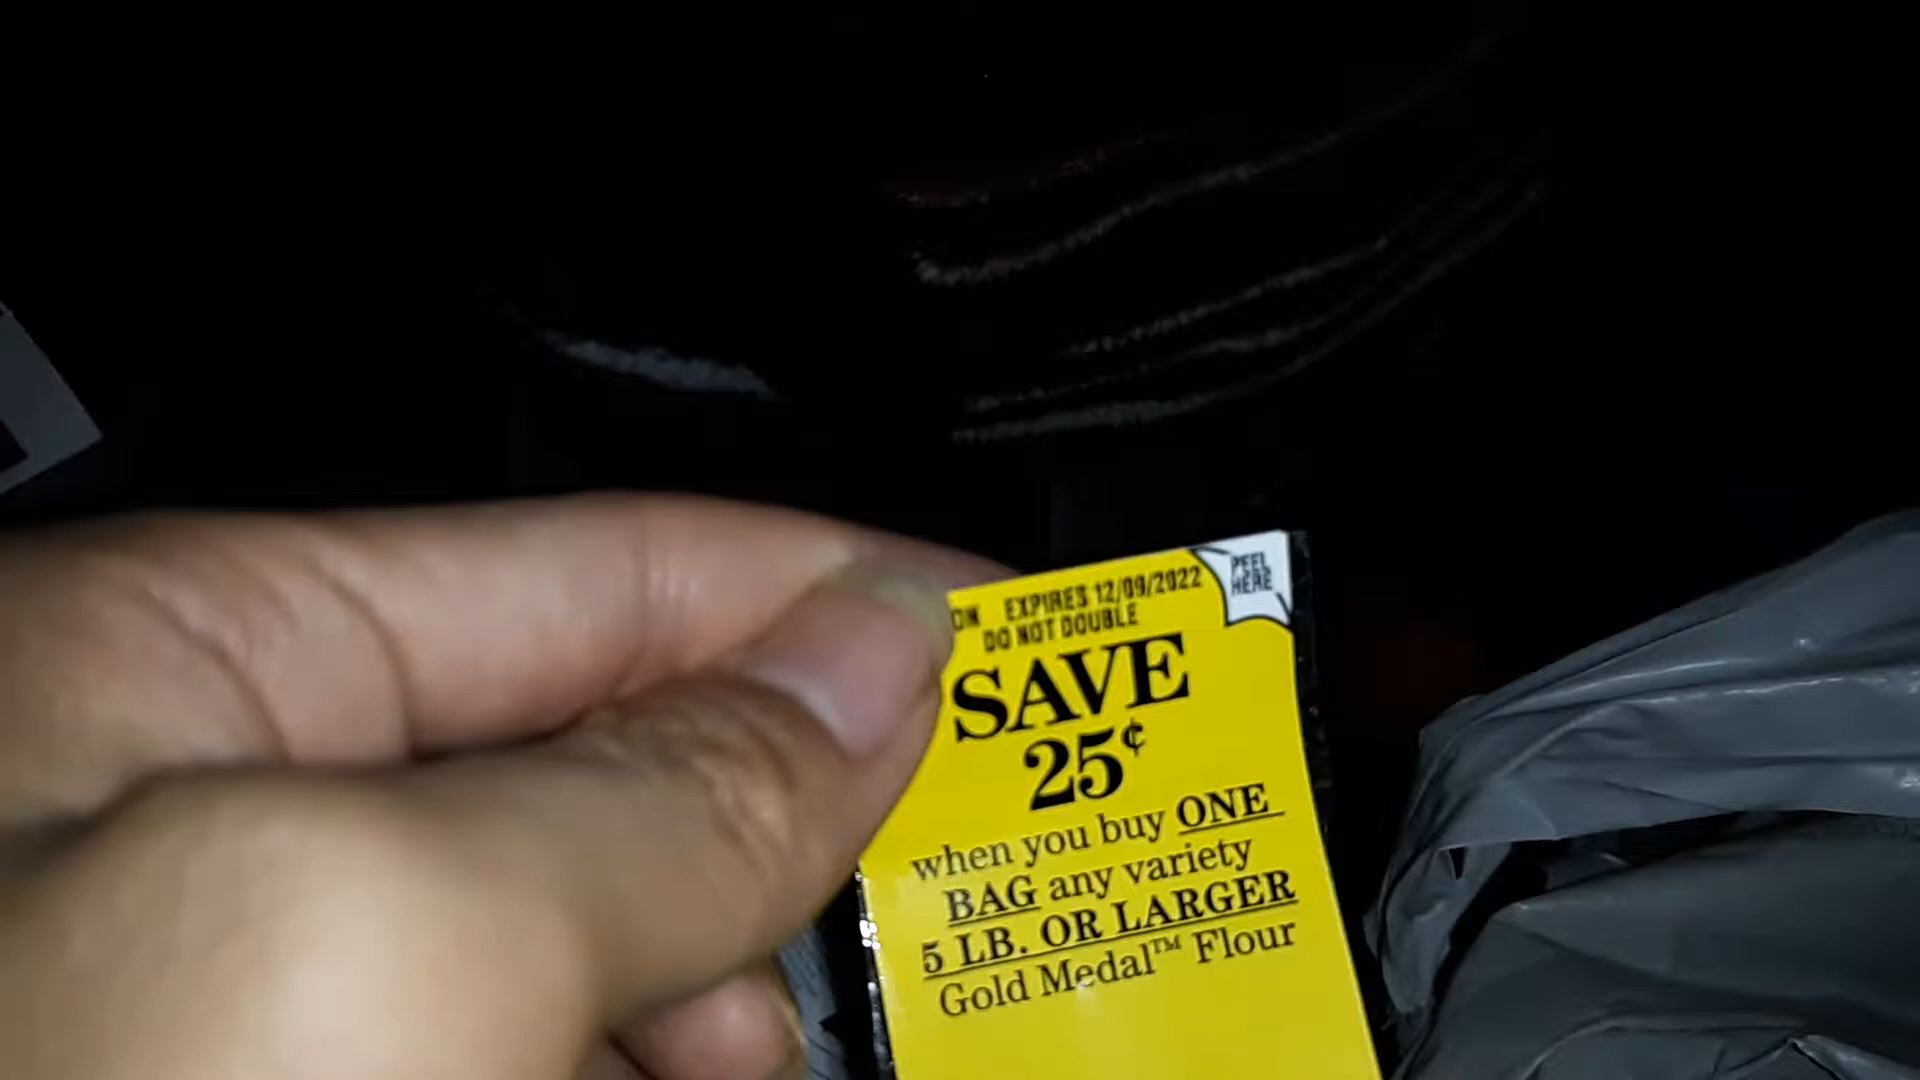 PEEL
HERE
ON EXPIRES 12/09/2022
DO NOT DOUBLE
SAVE
25¢
when you buy ONE
BAG any variety
5 LB. OR LARGER
Gold Medal™ Flour